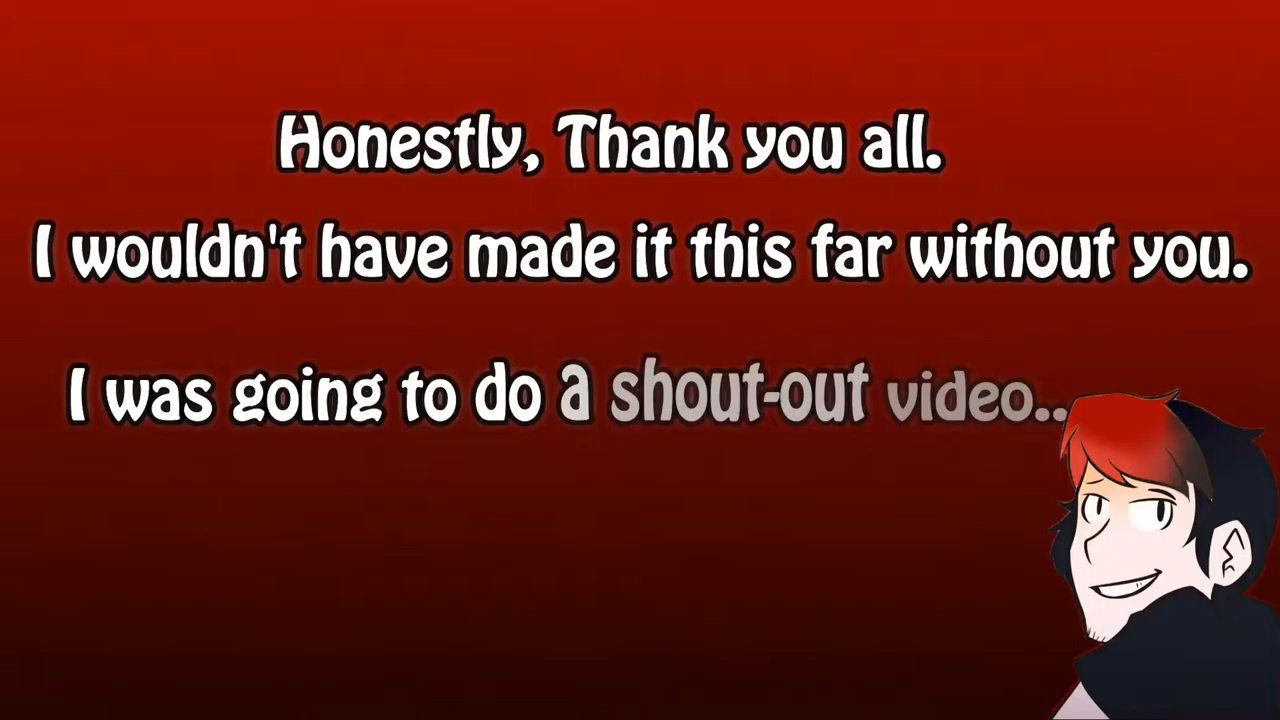 Honestly, Thank you all.
I wouldn't have made it this far without you.
I was going to do a shout-out video..